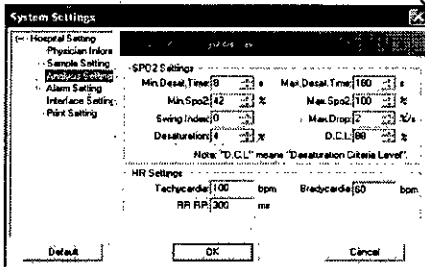 System Settings
Hospital Setting
Physician Inform
Sample Setting
Analysis Setting
Alarm Setting
Interface Setting
Print Setting
SPO2 Settings
Min.Desat.Time: 8 s Max.Desat.Time: 180 s
Min.Spo2: 42 % Max.Spo2: 100 %
Swing Index: 0 Max.Drop: 2 %/s
Desaturation: 4 % D.C.L: 88 %
Note: "D.C.L" means "Desaturation Criteria Level".
HR Settings
Tachycardia: 100 bpm Bradycardia: 60 bpm
RR RP: 300 ms
Default OK Cancel